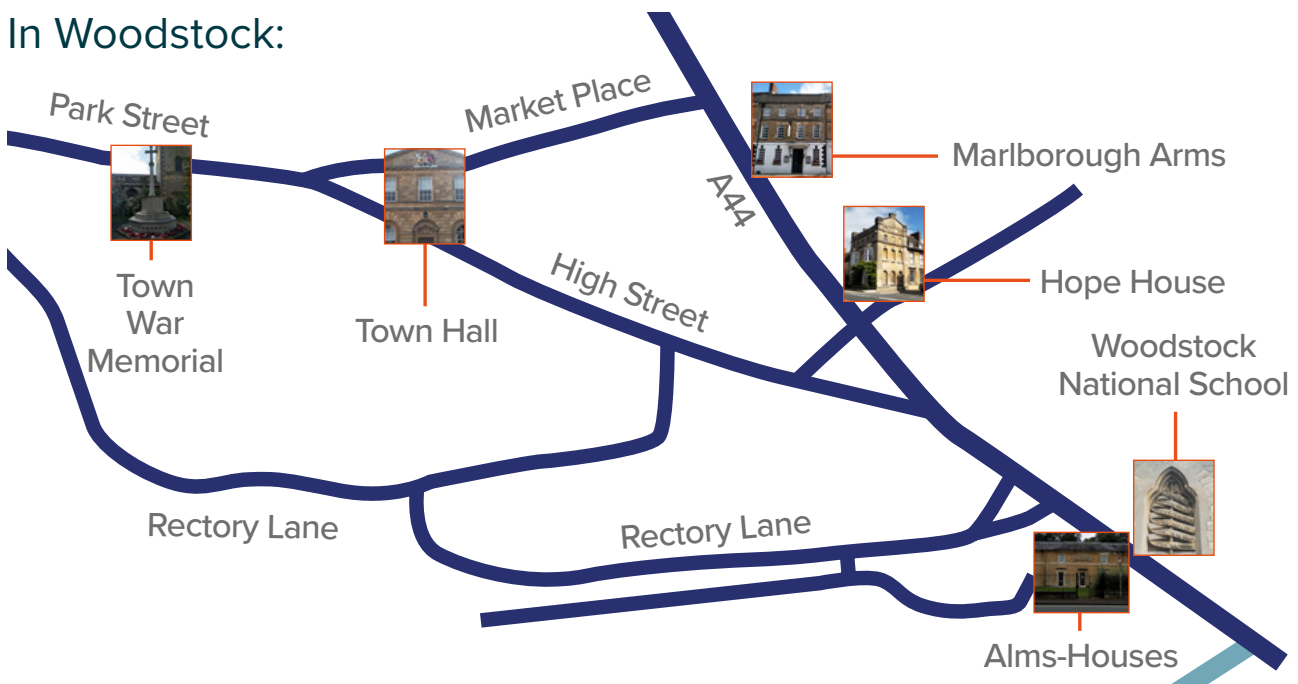 In Woodstock:
Park Street
Market Place
A44
Marlborough Arms
Hope House
High Street
Town
War
Memorial
Town Hall
Woodstock
National School
Rectory Lane
Rectory Lane
Alms-Houses